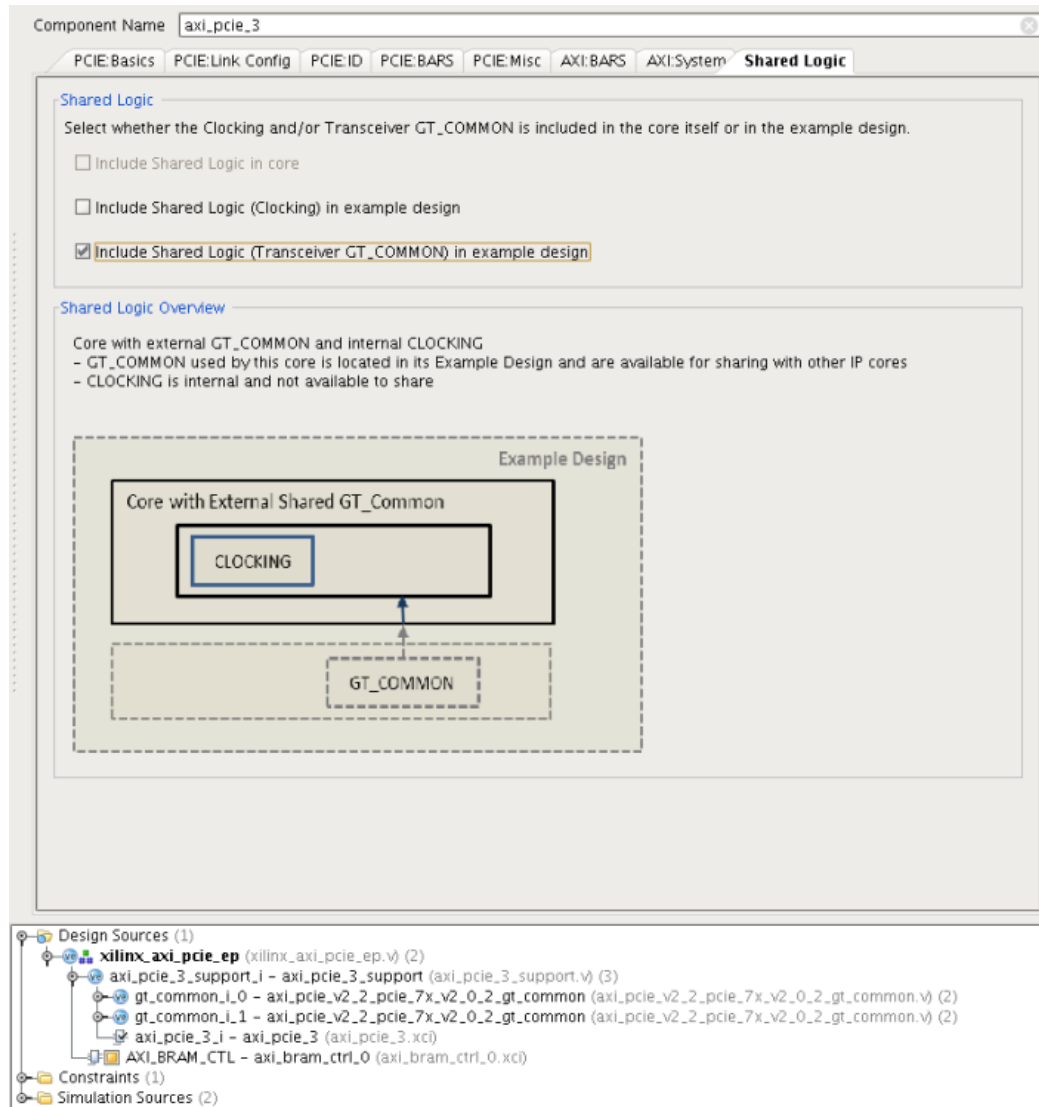 Component Name axi_pcie_3
PCIE:Basics PCIE:Link Config PCIE:ID PCIE:BARS PCIE:Misc AXI:BARS AXI:System Shared Logic
Shared Logic
Select whether the Clocking and/or Transceiver GT_COMMON is included in the core itself or in the example design.
Include Shared Logic in core
Include Shared Logic (Clocking) in example design
Include Shared Logic (Transceiver GT_COMMON) in example design
Shared Logic Overview
Core with external GT_COMMON and internal CLOCKING
- GT_COMMON used by this core is located in its Example Design and are available for sharing with other IP cores
- CLOCKING is internal and not available to share
Example Design
Core with External Shared GT_Common
CLOCKING
GT_COMMON
Design Sources (1)
xilinx_axi_pcie_ep (xilinx_axi_pcie_ep.v) (2)
axi_pcie_3_support_i - axi_pcie_3_support (axi_pcie_3_support.v) (3)
gt_common_i_0 - axi_pcie_v2_2_pcie_7x_v2_0_2_gt_common (axi_pcie_v2_2_pcie_7x_v2_0_2_gt_common.v) (2)
gt_common_i_1 - axi_pcie_v2_2_pcie_7x_v2_0_2_gt_common (axi_pcie_v2_2_pcie_7x_v2_0_2_gt_common.v) (2)
axi_pcie_3_i - axi_pcie_3 (axi_pcie_3.xci)
AXI_BRAM_CTL - axi_bram_ctrl_0 (axi_bram_ctrl_0.xci)
Constraints (1)
Simulation Sources (2)